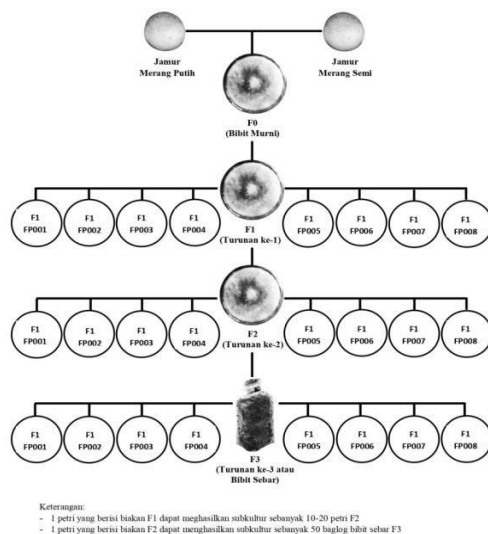 Jamur
Merang Putih
Jamur
Merang Semi
F0
(Bibit Murni)
F1
FP001
F1
FP002
F1
FP003
F1
FP004
F1
(Turunan ke-1)
F1
FP005
F1
FP006
F1
FP007
F1
FP008
F1
FP001
F1
FP002
F1
FP003
F1
FP004
F2
(Turunan ke-2)
F1
FP005
F1
FP006
F1
FP007
F1
FP008
F1
FP001
F1
FP002
F1
FP003
F1
FP004
F3
(Turunan ke-3 atau
Bibit Sebar)
F1
FP005
F1
FP006
F1
FP007
F1
FP008
Keterangan:
- 1 petri yang berisi biakan F1 dapat meghasilkan subkultur sebanyak 10-20 petri F2
- 1 petri yang berisi biakan F2 dapat menghasilkan subkultur sebanyak 50 baglog bibit sebar F3